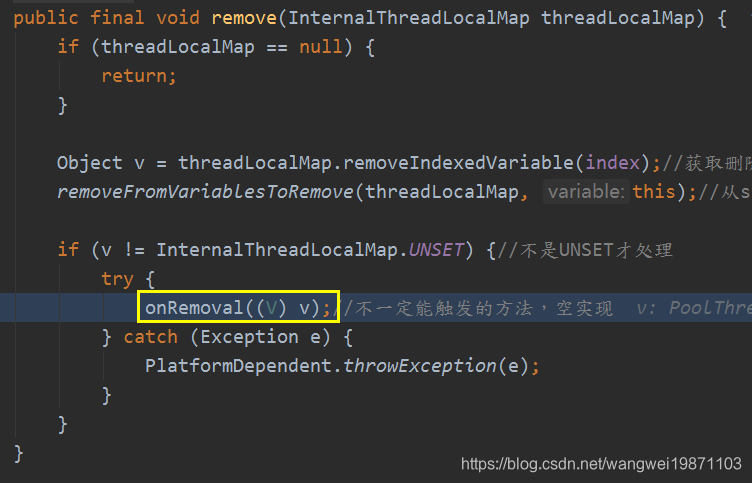 public final void remove(InternalThreadLocalMap threadLocalMap) {
if (threadLocalMap == null) {
return;
}
Object v = threadLocalMap.removeIndexedVariable(index);//获取删除
removeFromVariablesToRemove(threadLocalMap, variable: this);//从s
if (v != InternalThreadLocalMap.UNSET) {//不是UNSET才处理
try {
onRemoval((V) v);//不一定能触发的方法，空实现 v: PoolThre
} catch (Exception e) {
PlatformDependent.throwException(e);
}
}
}
https://blog.csdn.net/wangwei19871103